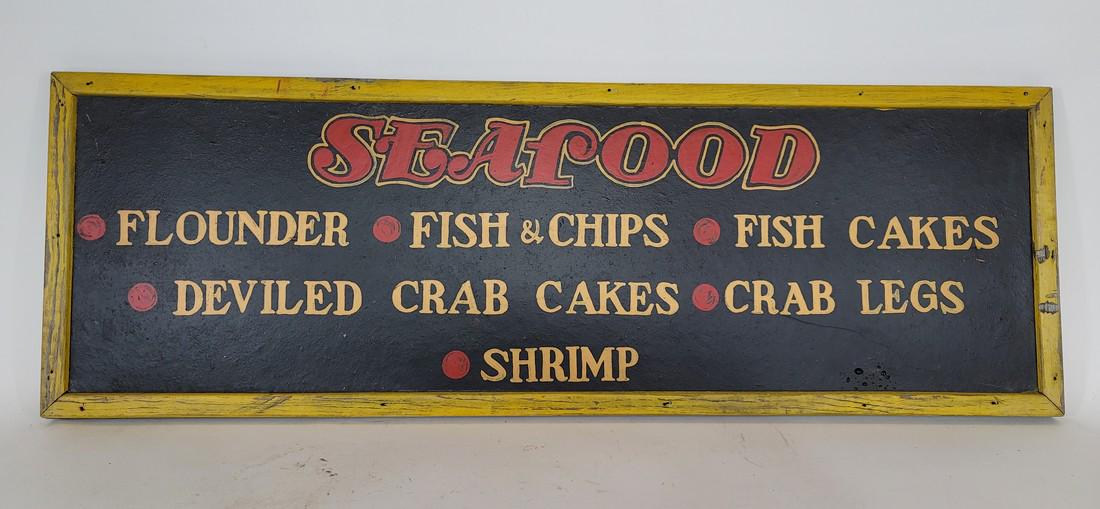 SEAFOOD
FLOUNDER FISH & CHIPS FISH CAKES
DEVILED CRAB CAKES CRAB LEGS
SHRIMP